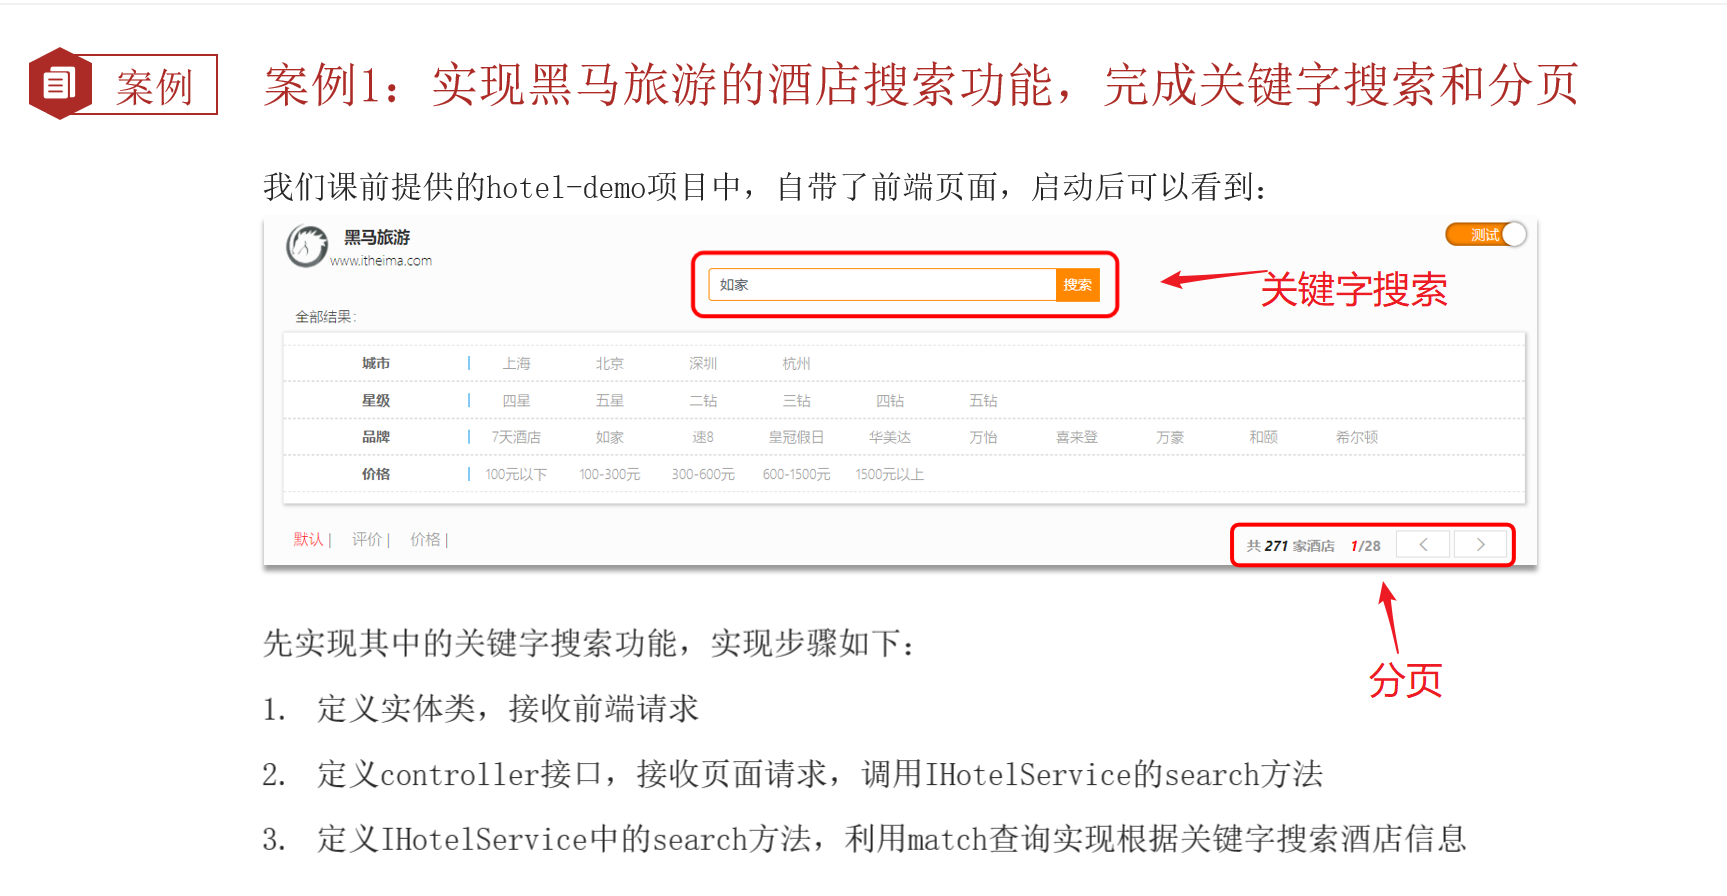 案例
案例1：实现黑马旅游的酒店搜索功能，完成关键字搜索和分页
我们课前提供的hotel-demo项目中，自带了前端页面，启动后可以看到：
黑马旅游
www.itheima.com
测试
如家 搜索
关键字搜索
全部结果：
城市 | 上海 北京 深圳 杭州
星级 | 四星 五星 二钻 三钻 四钻 五钻
品牌 | 7天酒店 如家 速8 皇冠假日 华美达 万怡 喜来登 万豪 和颐 希尔顿
价格 | 100元以下 100-300元 300-600元 600-1500元 1500元以上
默认 | 评价 | 价格 | 共 271 家酒店 1/28 < >
分页
先实现其中的关键字搜索功能，实现步骤如下：
1. 定义实体类，接收前端请求
2. 定义controller接口，接收页面请求，调用IHotelService的search方法
3. 定义IHotelService中的search方法，利用match查询实现根据关键字搜索酒店信息